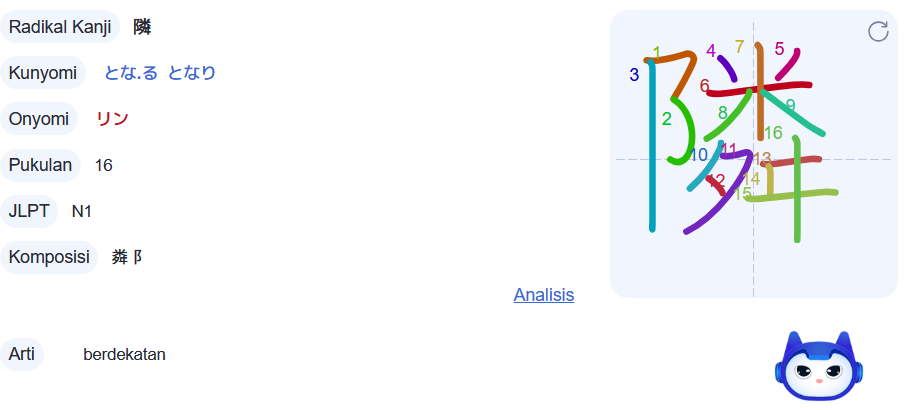 Radikal Kanji 隣
Kunyomi とな.る となり
Onyomi リン
Pukulan 16
JLPT N1
Komposisi 粦 阝
Analisis
Arti berdekatan
1
2
3
4
5
6
7
8
9
10
11
12
13
14
15
16